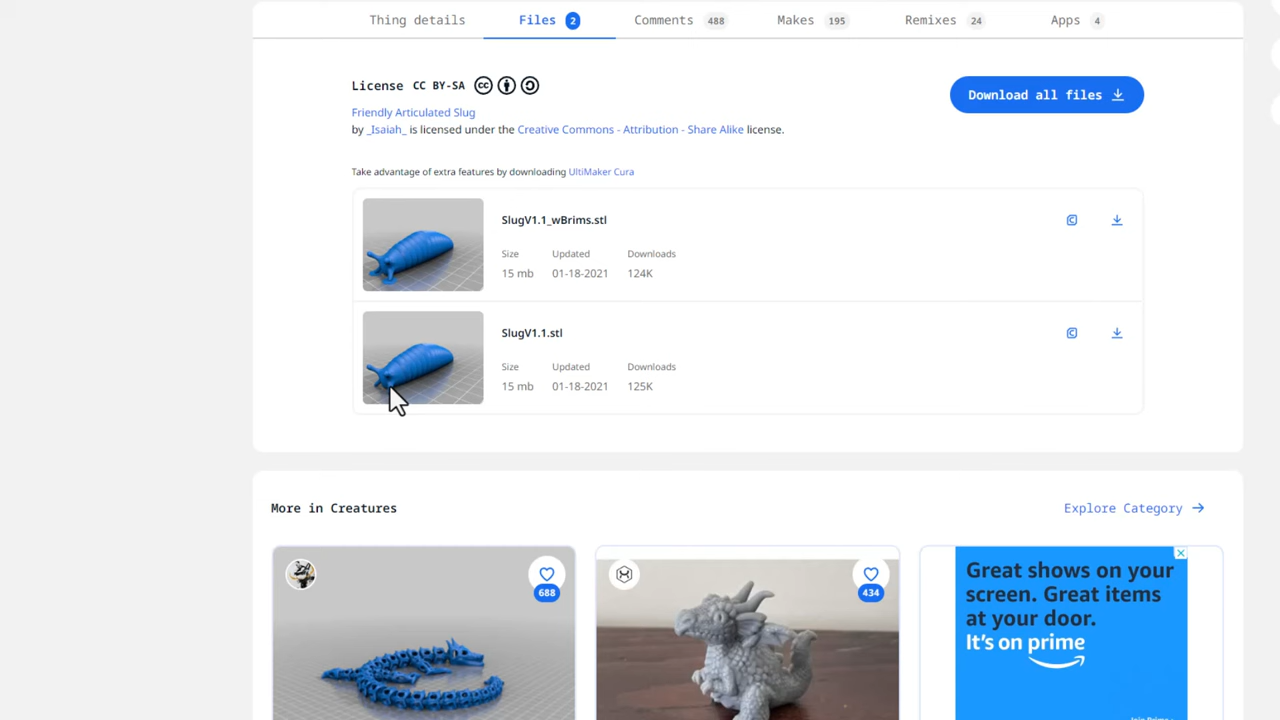 Thing details
Files 2
Comments 488
Makes 195
Remixes 24
Apps 4
License CC BY-SA
Download all files
Friendly Articulated Slug
by _Isaiah_ is licensed under the Creative Commons - Attribution - Share Alike license.
Take advantage of extra features by downloading UltiMaker Cura
SlugV1.1_wBrims.stl
Size Updated Downloads
15 mb 01-18-2021 124K
SlugV1.1.stl
Size Updated Downloads
15 mb 01-18-2021 125K
More in Creatures
Explore Category
688
434
Great shows on your
screen. Great items
at your door.
It's on prime